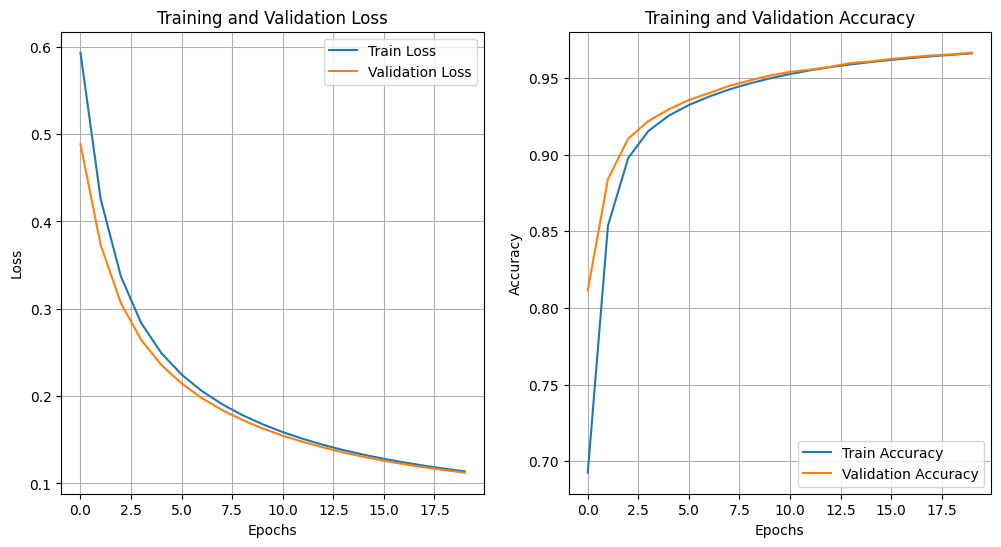 Training and Validation Loss
Train Loss
Validation Loss
0.6
0.5
0.4
0.3
0.2
0.1
Loss
0.0 2.5 5.0 7.5 10.0 12.5 15.0 17.5
Epochs
Training and Validation Accuracy
0.95
0.90
0.85
0.80
0.75
0.70
Accuracy
Train Accuracy
Validation Accuracy
0.0 2.5 5.0 7.5 10.0 12.5 15.0 17.5
Epochs